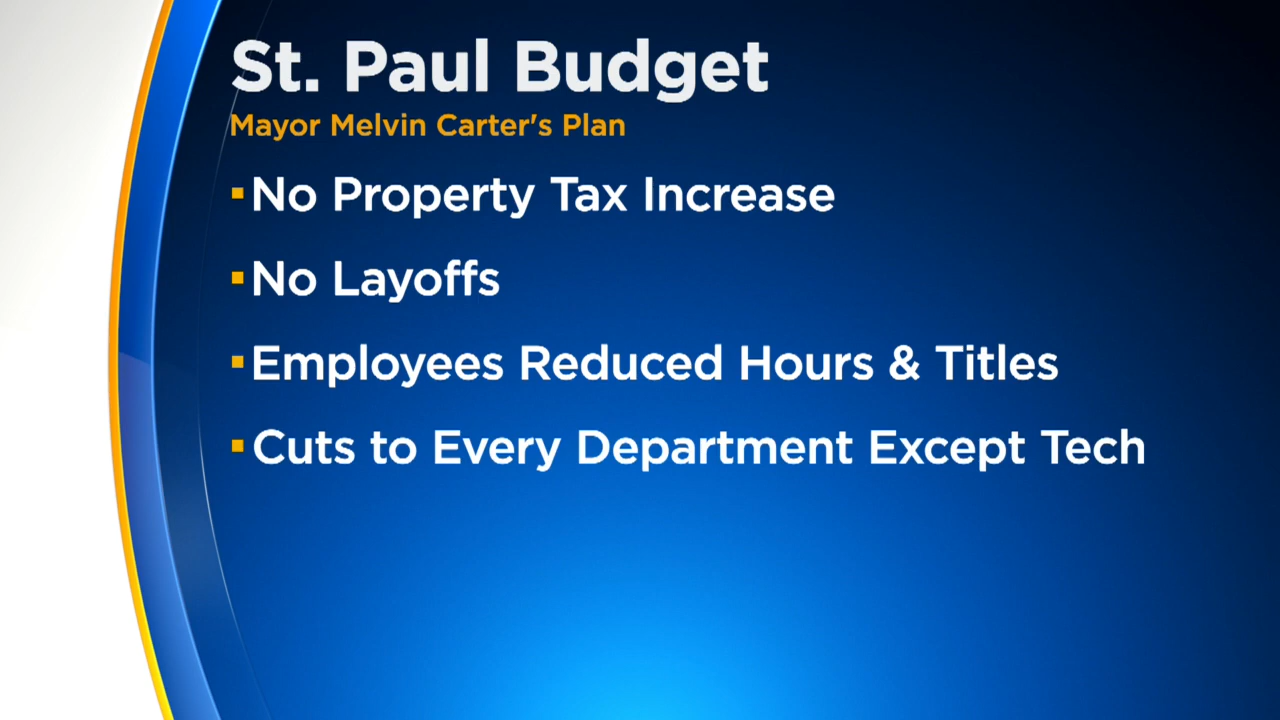 St. Paul Budget
Mayor Melvin Carter's Plan
▪No Property Tax Increase
▪No Layoffs
▪Employees Reduced Hours & Titles
▪Cuts to Every Department Except Tech